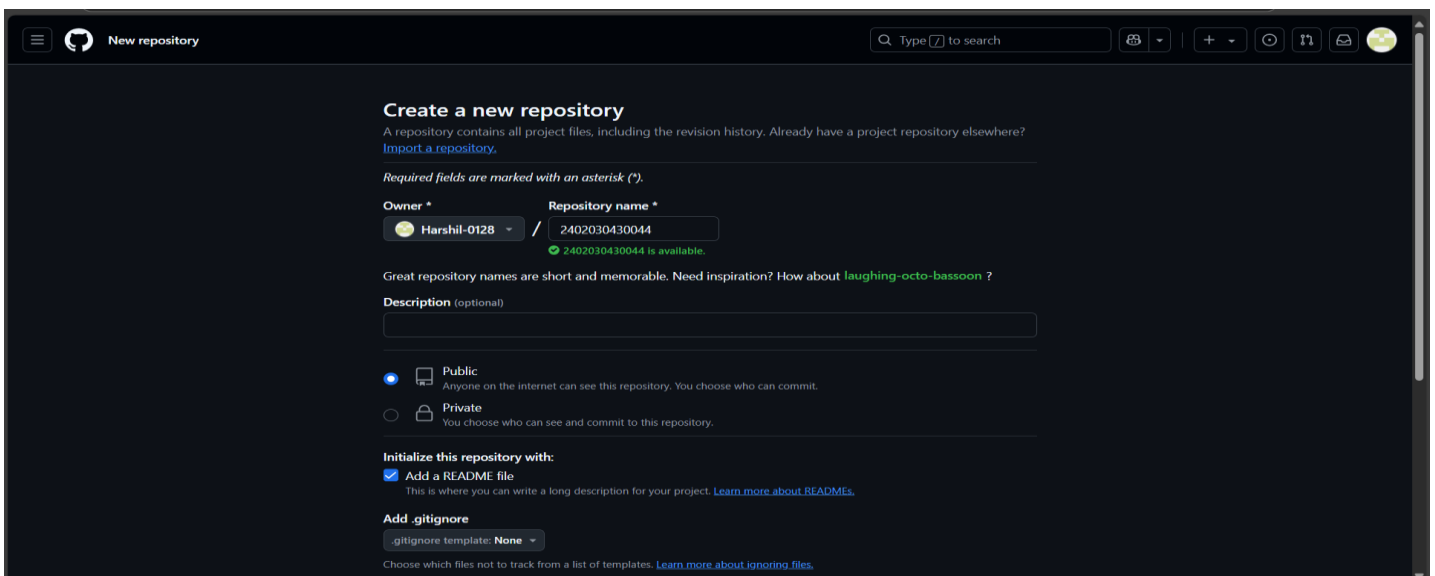 New repository
Type / to search
Create a new repository
A repository contains all project files, including the revision history. Already have a project repository elsewhere?
Import a repository.
Required fields are marked with an asterisk (*).
Owner * Repository name *
Harshil-0128 / 2402030430044
2402030430044 is available.
Great repository names are short and memorable. Need inspiration? How about laughing-octo-bassoon ?
Description (optional)
Public
Anyone on the internet can see this repository. You choose who can commit.
Private
You choose who can see and commit to this repository.
Initialize this repository with:
Add a README file
This is where you can write a long description for your project. Learn more about READMEs.
Add .gitignore
.gitignore template: None
Choose which files not to track from a list of templates. Learn more about ignoring files.